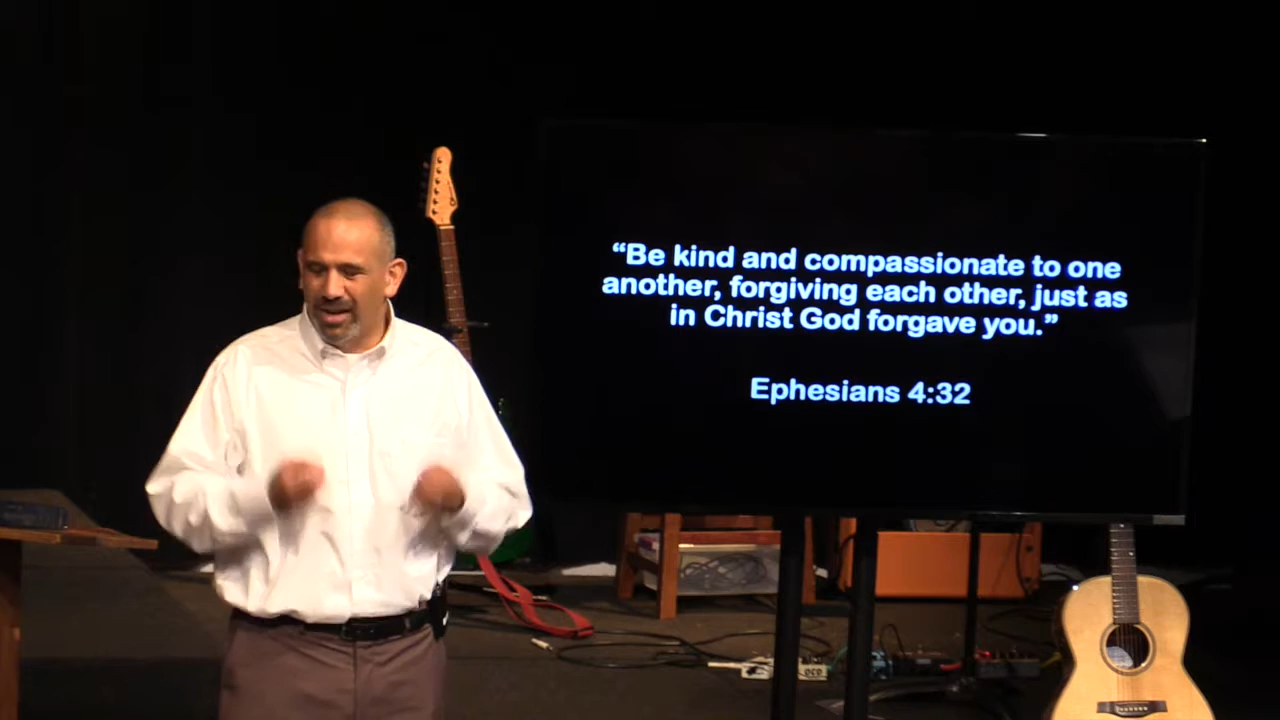 “Be kind and compassionate to one
another, forgiving each other, just as
in Christ God forgave you.”
Ephesians 4:32